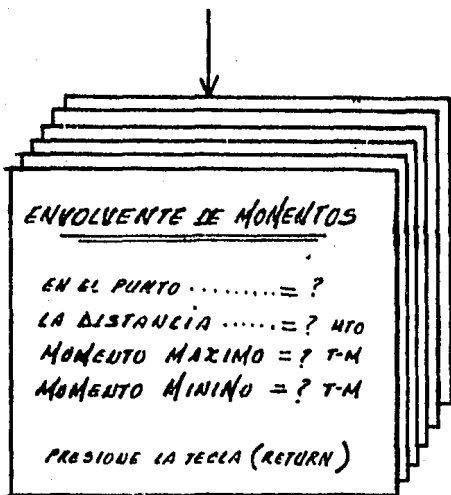 ENVOLVENTE DE MOMENTOS
EN EL PUNTO ......... = ?
LA DISTANCIA ...... = ? MTO
MOMENTO MAXIMO = ? T-M
MOMENTO MINIMO = ? T-M
PRESIONE LA TECLA (RETURN)